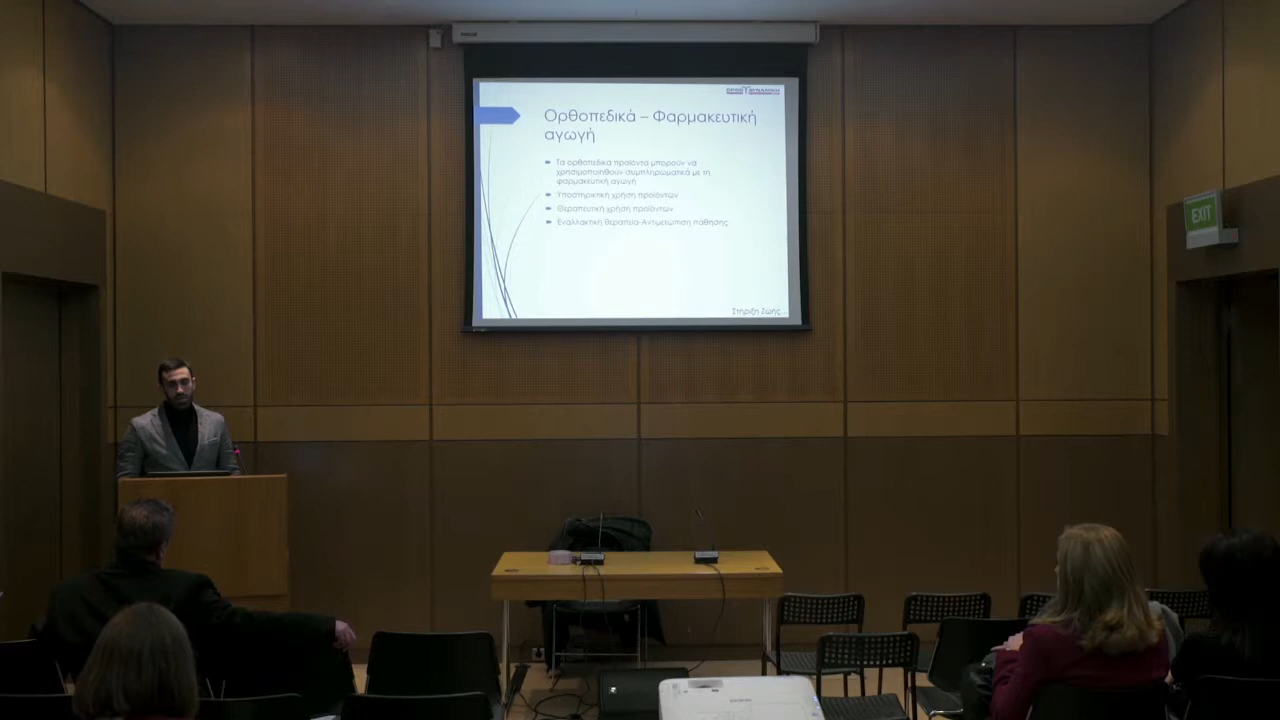 Ορθοπεδικά – Φαρμακευτική
αγωγή
Τα ορθοπεδικά προϊόντα μπορούν να
χρησιμοποιηθούν συμπληρωματικά με τη
φαρμακευτική αγωγή
Υποστηρικτική χρήση προϊόντων
Θεραπευτική χρήση προϊόντων
Εναλλακτική θεραπεία-Αντιμετώπιση πάθησης
Στήριξη Ζωής...
EXIT